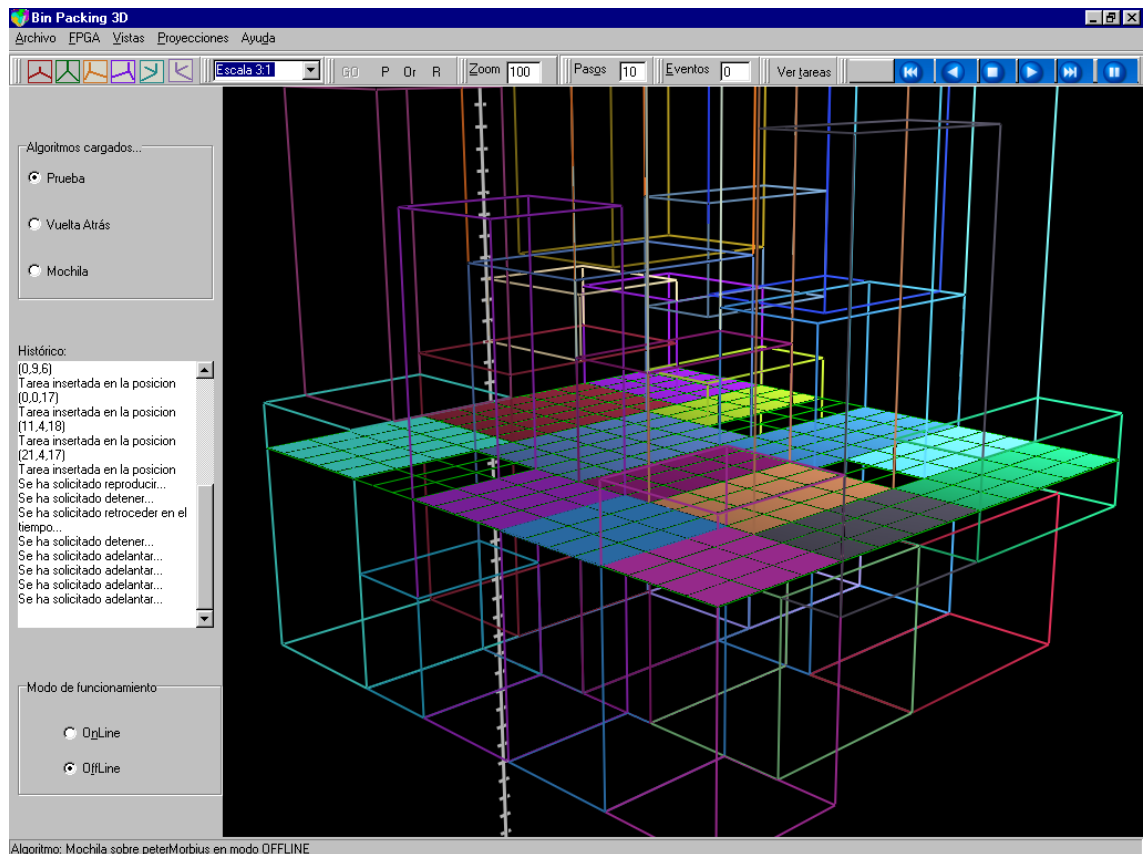 Bin Packing 3D
Archivo FPGA Vistas Proyecciones Ayuda
Escala 3:1 GO P Or R Zoom 100 Pasos 10 Eventos 0 Ver tareas
Algoritmos cargados...
Prueba
Vuelta Atrás
Mochila
Histórico:
(0,9,6)
Tarea insertada en la posicion
(0,0,17)
Tarea insertada en la posicion
(11,4,18)
Tarea insertada en la posicion
(21,4,17)
Tarea insertada en la posicion
Se ha solicitado reproducir...
Se ha solicitado detener...
Se ha solicitado retroceder en el
tiempo...
Se ha solicitado detener...
Se ha solicitado adelantar...
Se ha solicitado adelantar...
Se ha solicitado adelantar...
Se ha solicitado adelantar...
Modo de funcionamiento
OnLine
OffLine
Algoritmo: Mochila sobre peterMorbius en modo OFFLINE